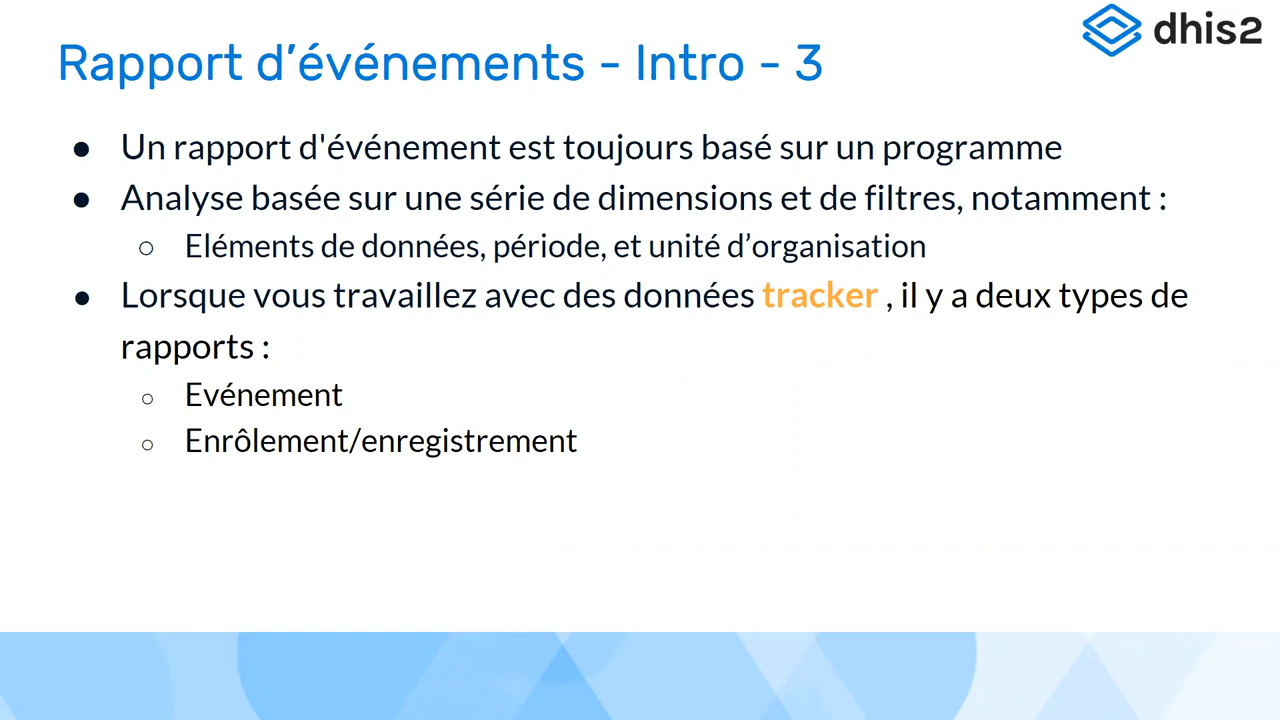 dhis2
Rapport d’événements - Intro - 3
● Un rapport d'événement est toujours basé sur un programme
● Analyse basée sur une série de dimensions et de filtres, notamment :
○ Eléments de données, période, et unité d’organisation
● Lorsque vous travaillez avec des données tracker , il y a deux types de
rapports :
○ Evénement
○ Enrôlement/enregistrement